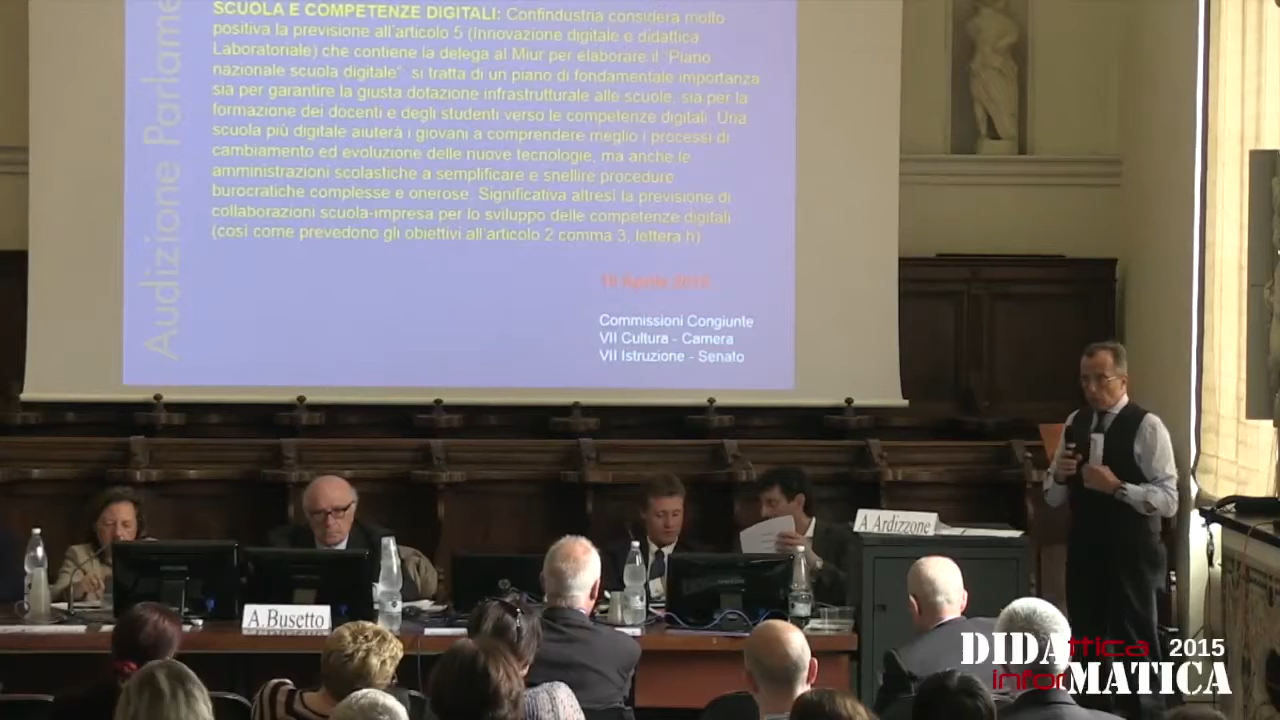 SCUOLA E COMPETENZE DIGITALI: Confindustria considera molto
positiva la previsione all'articolo 5 (Innovazione digitale e didattica
Laboratoriale) che contiene la delega al Miur per elaborare il "Piano
nazionale scuola digitale" si tratta di un piano di fondamentale importanza
sia per garantire la giusta dotazione infrastrutturale alle scuole, sia per la
formazione dei docenti e degli studenti verso le competenze digitali. Una
scuola più digitale aiuterà i giovani a comprendere meglio i processi di
cambiamento ed evoluzione delle nuove tecnologie, ma anche le
amministrazioni scolastiche a semplificare e snellire procedure
burocratiche complesse e onerose. Significativa altresì la previsione di
collaborazioni scuola-impresa per lo sviluppo delle competenze digitali
(così come prevedono gli obiettivi all'articolo 2 comma 3, lettera h)
Audizione Parlame
Aprile
Commissioni Congiunte
VII Cultura - Camera
VII Istruzione - Senato
A Ardizzone
A. Busetto
DIDAttica 2015
inforMATICA